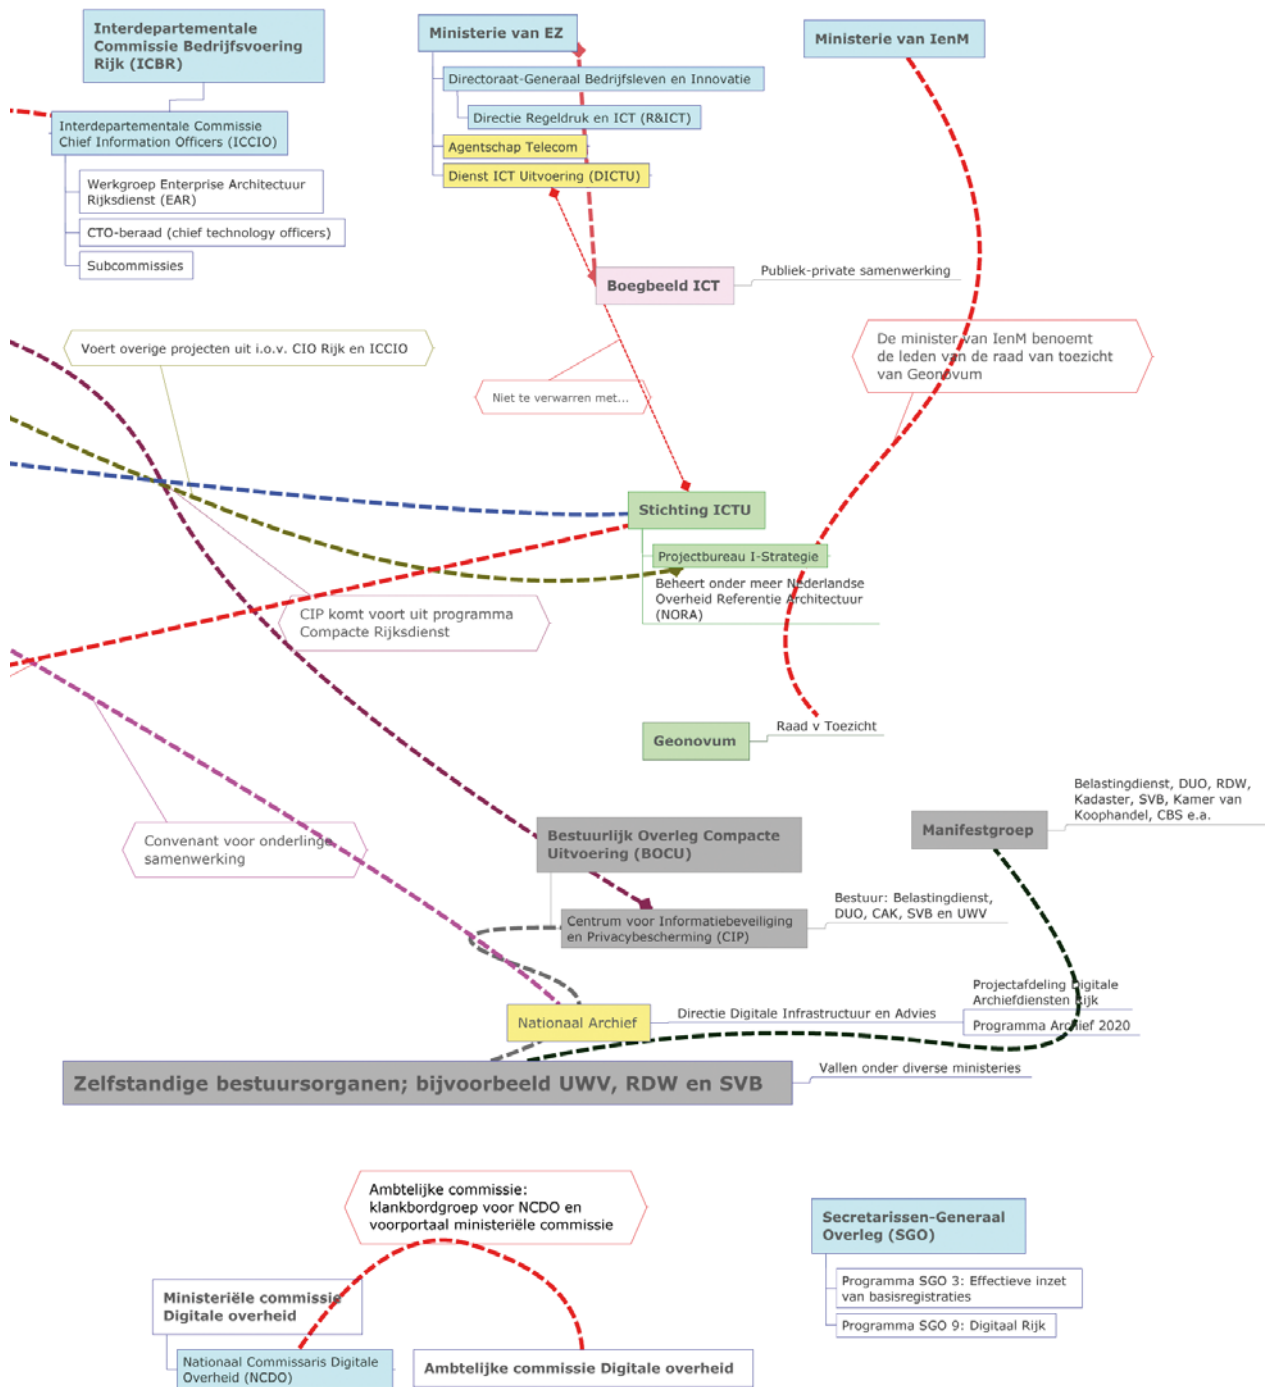 Interdepartementale
Commissie Bedrijfsvoering
Rijk (ICBR)
Interdepartementale Commissie
Chief Information Officers (ICCIO)
Werkgroep Enterprise Architectuur
Rijksdienst (EAR)
CTO-beraad (chief technology officers)
Subcommissies
Ministerie van EZ
Directoraat-Generaal Bedrijfsleven en Innovatie
Directie Regeldruk en ICT (R&ICT)
Agentschap Telecom
Dienst ICT Uitvoering (DICTU)
Ministerie van IenM
Boegbeeld ICT
Publiek-private samenwerking
Voert overige projecten uit i.o.v. CIO Rijk en ICCIO
De minister van IenM benoemt
de leden van de raad van toezicht
van Geonovum
Niet te verwarren met...
Stichting ICTU
Projectbureau I-Strategie
Beheert onder meer Nederlandse
Overheid Referentie Architectuur
(NORA)
CIP komt voort uit programma
Compacte Rijksdienst
Geonovum
Raad v Toezicht
Convenant voor onderlinge
samenwerking
Bestuurlijk Overleg Compacte
Uitvoering (BOCU)
Manifestgroep
Belastingdienst, DUO, RDW,
Kadaster, SVB, Kamer van
Koophandel, CBS e.a.
Centrum voor Informatiebeveiliging
en Privacybescherming (CIP)
Bestuur: Belastingdienst,
DUO, CAK, SVB en UWV
Nationaal Archief
Directie Digitale Infrastructuur en Advies
Projectafdeling Digitale
Archiefdiensten Rijk
Programma Archief 2020
Zelfstandige bestuursorganen; bijvoorbeeld UWV, RDW en SVB
Vallen onder diverse ministeries
Ambtelijke commissie:
klankbordgroep voor NCDO en
voorportaal ministeriële commissie
Ministeriële commissie
Digitale overheid
Nationaal Commissaris Digitale
Overheid (NCDO)
Ambtelijke commissie Digitale overheid
Secretarissen-Generaal
Overleg (SGO)
Programma SGO 3: Effectieve inzet
van basisregistraties
Programma SGO 9: Digitaal Rijk